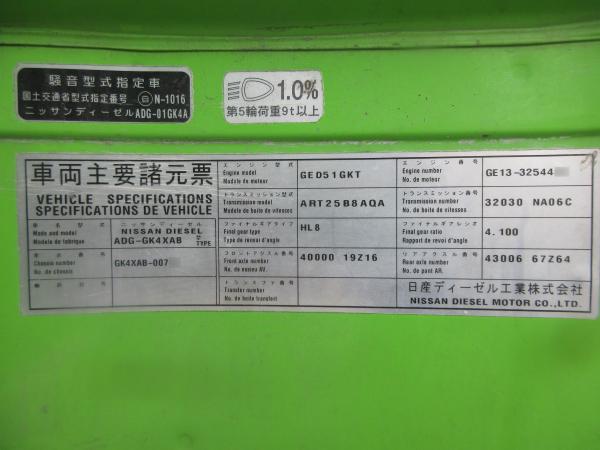 騒音型式指定車
国土交通省型式指定番号 自 N-1016
ニッサンディーゼル ADG-01GK4A
1.0%
第5輪荷重9t以上
車両主要諸元票
VEHICLE SPECIFICATIONS
SPECIFICATIONS DE VÉHICLE
車名型式 ニッサンディーゼル
Make and model NISSAN DIESEL
Modèle de fabrique ADG-GK4XAB 型 TYPE
車台番号
Chassis number GK4XAB-007
No. de chassis
エンジン型式
Engine model GED51GKT
Modele de moteur
トランスミッション型式
Transmission model ART25B8AQA
Modele de boite de vitesses
ファイナルギアタイプ
Final gear type HL8
Type de renvoi d'angle
フロントアクスル番号
Front axle number 40000 19Z16
No. de essieu AV.
トランスファ番号
Transfer number
No. de boite transfert
エンジン番号
Engine number GE13-32544
No. de moteur
トランスミッション番号
Transmission number 32030 NA06C
No. de boite de vitesses
ファイナルギアレシオ
Final gear ratio 4.100
Rapport de renvoi d'angle
リアアクスル番号
Rear axle number 43006 67Z64
No. de pont AR.
日産ディーゼル工業株式会社
NISSAN DIESEL MOTOR CO.,LTD.